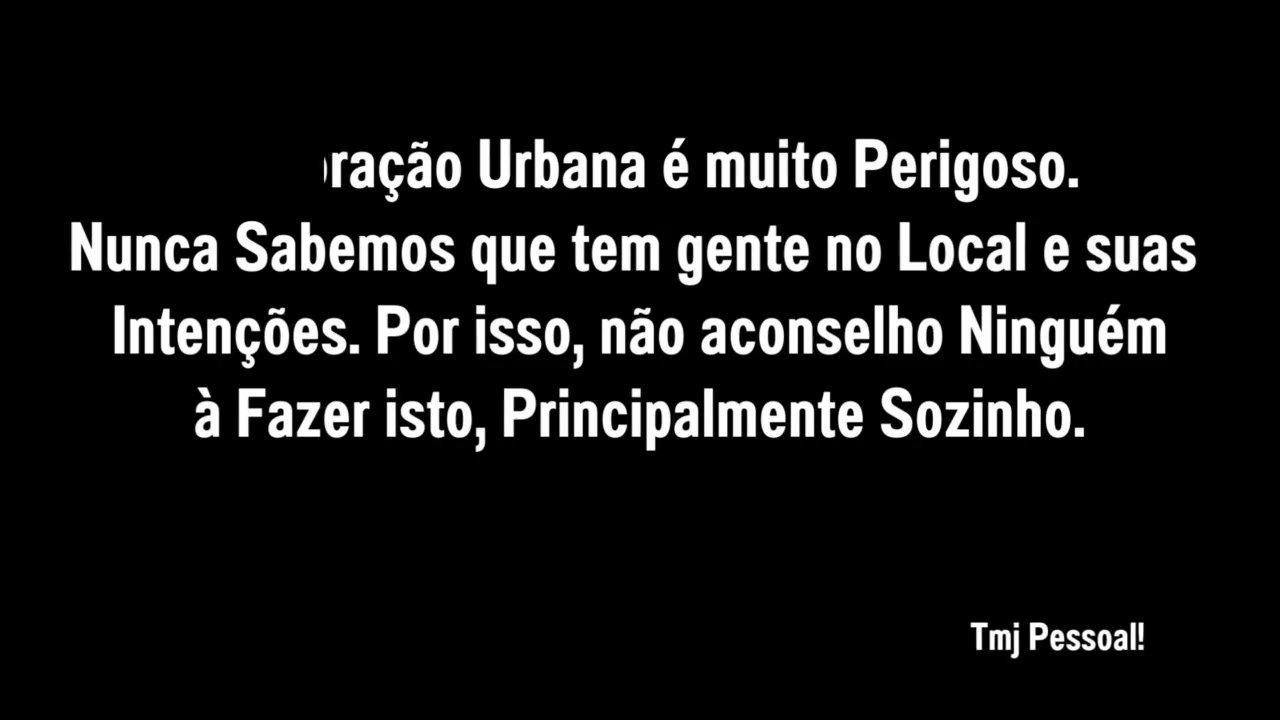 ração Urbana é muito Perigoso.
Nunca Sabemos que tem gente no Local e suas
Intenções. Por isso, não aconselho Ninguém
à Fazer isto, Principalmente Sozinho.
Tmj Pessoal!